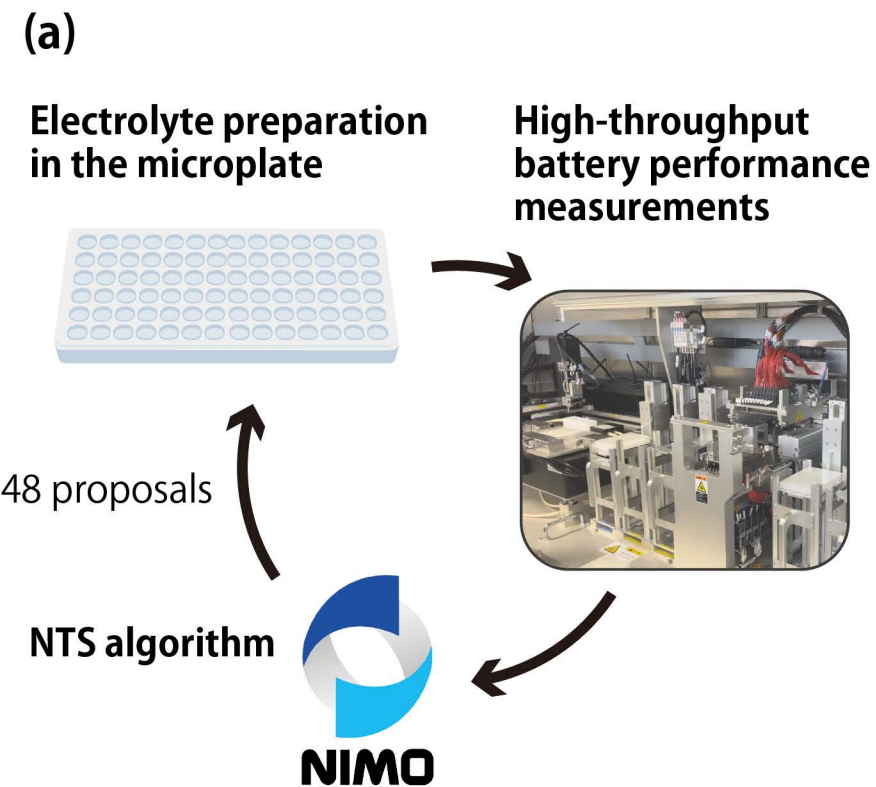 (a)
Electrolyte preparation
in the microplate
High-throughput
battery performance
measurements
48 proposals
NTS algorithm
NIMO